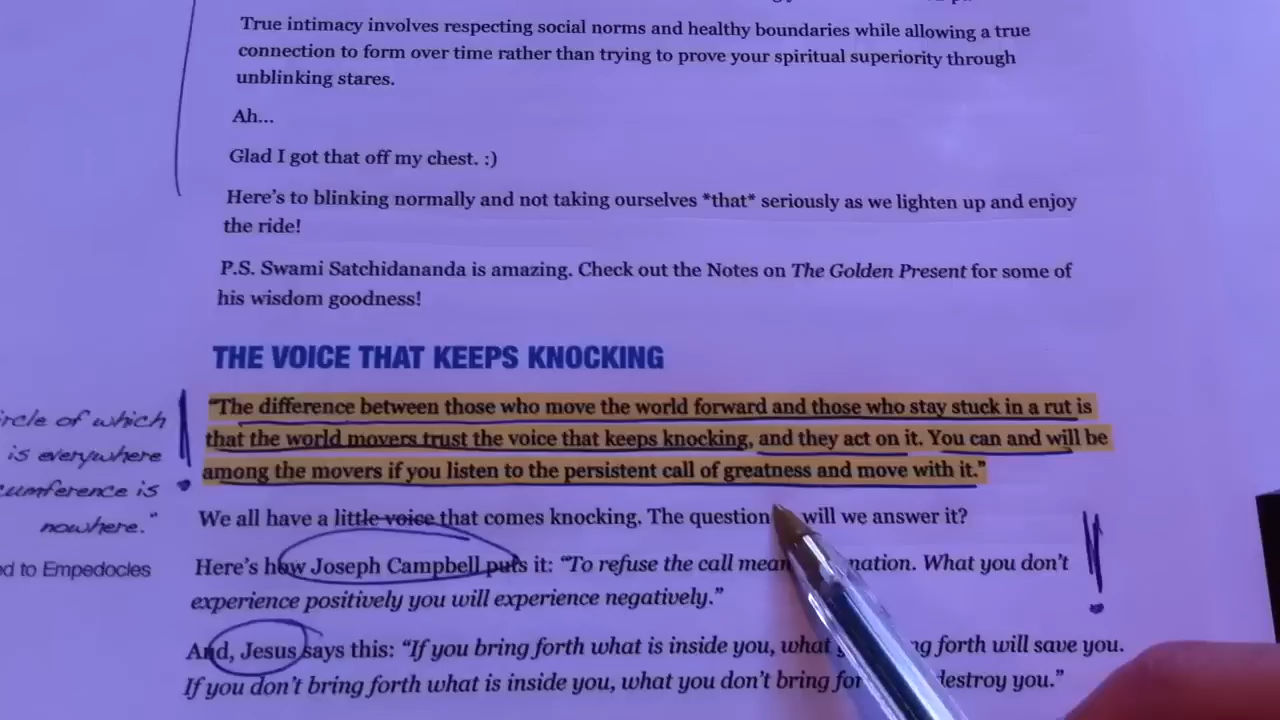 True intimacy involves respecting social norms and healthy boundaries while allowing a true
connection to form over time rather than trying to prove your spiritual superiority through
unblinking stares.
Ah...
Glad I got that off my chest. :)
Here's to blinking normally and not taking ourselves *that* seriously as we lighten up and enjoy
the ride!
P.S. Swami Satchidananda is amazing. Check out the Notes on The Golden Present for some of
his wisdom goodness!
THE VOICE THAT KEEPS KNOCKING
"The difference between those who move the world forward and those who stay stuck in a rut is
that the world movers trust the voice that keeps knocking, and they act on it. You can and will be
among the movers if you listen to the persistent call of greatness and move with it."
of which
is everywhere
is
nowhere."
to Empedocles
We all have a little voice that comes knocking. The question will we answer it?
Here's how Joseph Campbell puts it: "To refuse the call What you don't
experience positively you will experience negatively."
And, Jesus says this: "If you bring forth what is inside you, what forth will save you.
If you don't bring forth what is inside you, what you don't bring destroy you."